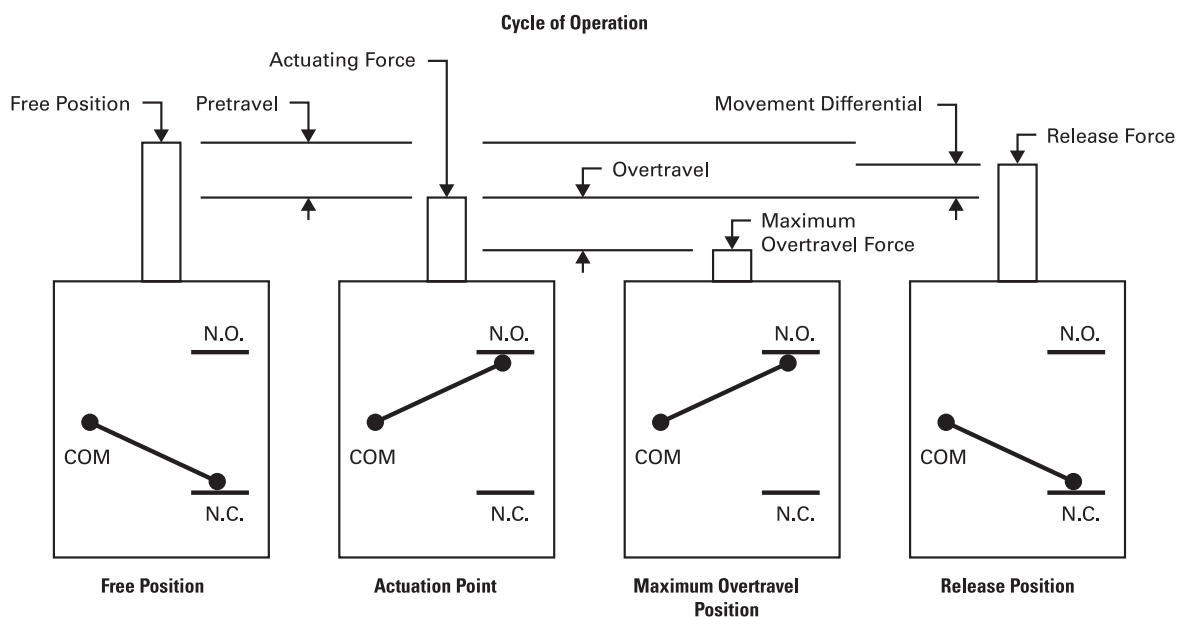 Cycle of Operation
Actuating Force
Free Position
Pretravel
Movement Differential
Release Force
Overtravel
Maximum
Overtravel Force
N.O.
COM
N.C.
N.O.
COM
N.C.
N.O.
COM
N.C.
N.O.
COM
N.C.
Free Position
Actuation Point
Maximum Overtravel
Position
Release Position